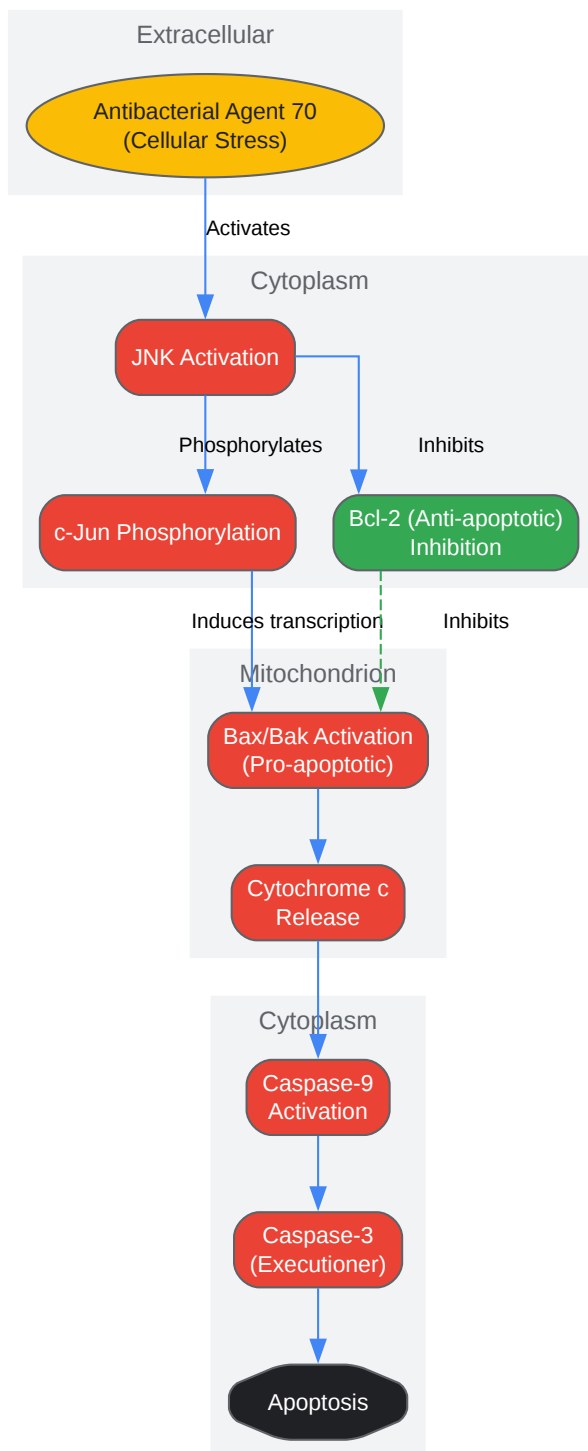 Extracellular
Antibacterial Agent 70
(Cellular Stress)
Activates
Cytoplasm
JNK Activation
Phosphorylates
Inhibits
c-Jun Phosphorylation
Bcl-2 (Anti-apoptotic)
Inhibition
Induces transcription
Inhibits
Mitochondrion
Bax/Bak Activation
(Pro-apoptotic)
Cytochrome c
Release
Cytoplasm
Caspase-9
Activation
Caspase-3
(Executioner)
Apoptosis